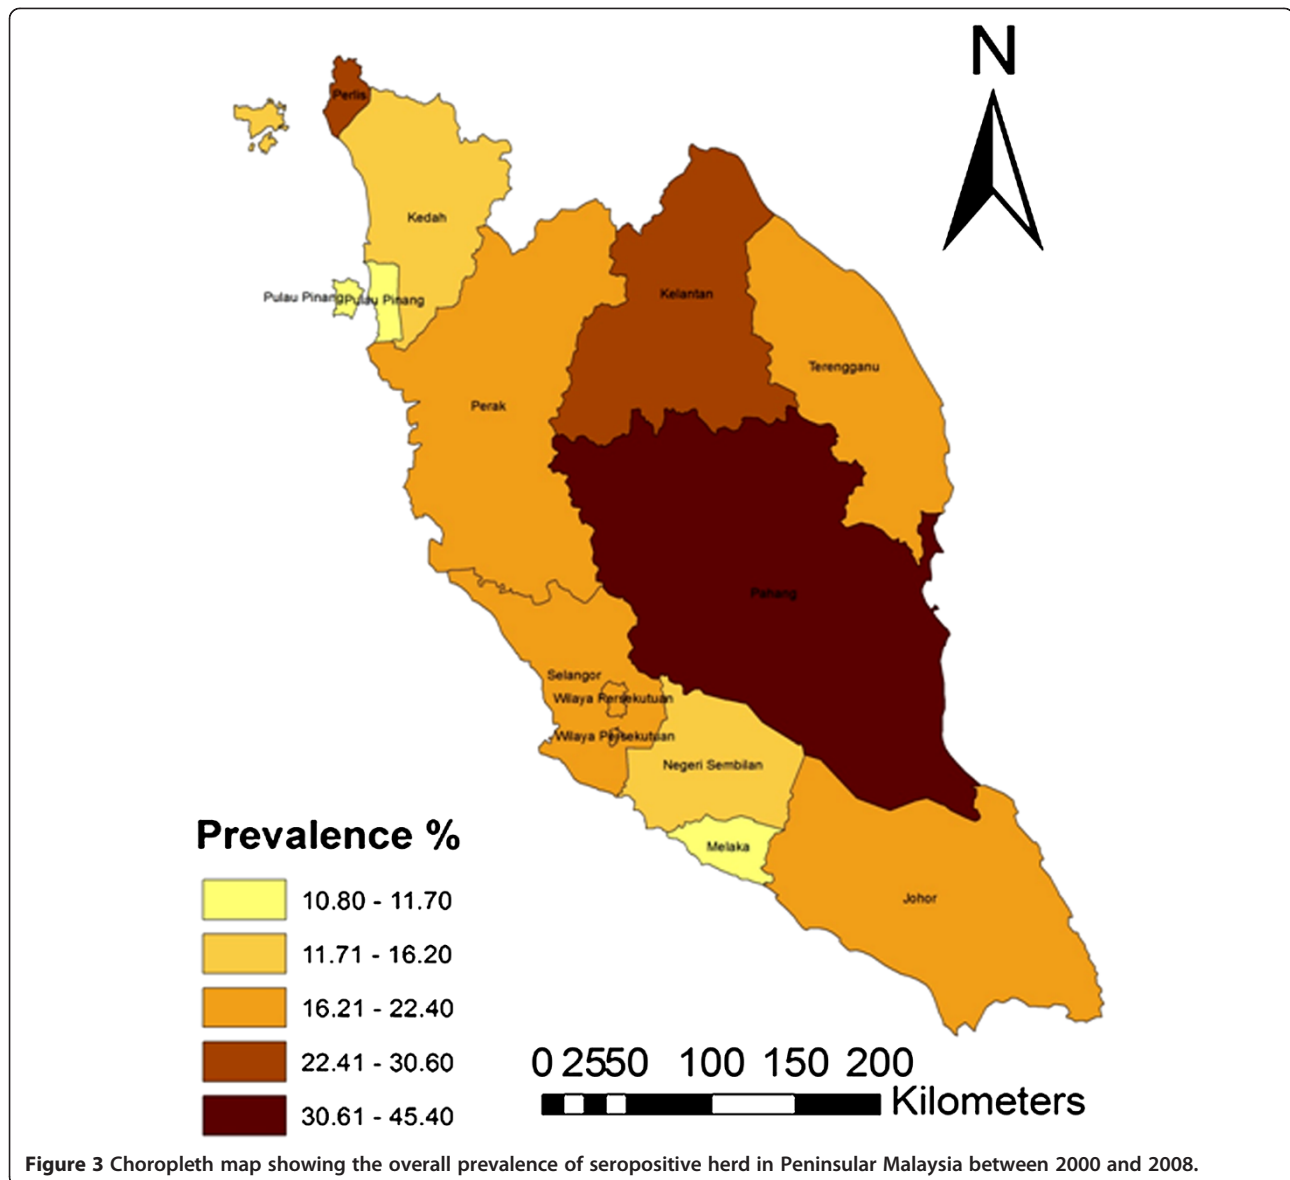 N
Perlis
Kedah
Pulau Pinang
Pulau Pinang
Kelantan
Terengganu
Perak
Pahang
Selangor
Wilaya Persekutuan
Wilaya Persekutuan
Negeri Sembilan
Melaka
Johor
Prevalence %
10.80 - 11.70
11.71 - 16.20
16.21 - 22.40
22.41 - 30.60
30.61 - 45.40
0 25 50 100 150 200
Kilometers
Figure 3 Choropleth map showing the overall prevalence of seropositive herd in Peninsular Malaysia between 2000 and 2008.